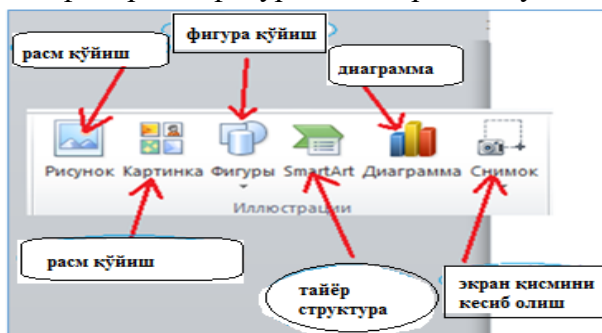 фигура қўйиш
расм қўйиш
диаграмма
Рисунок Картинка Фигуры SmartArt Диаграмма Снимок
Иллюстрации
расм қўйиш
тайёр
структура
экран қисмини
кесиб олиш